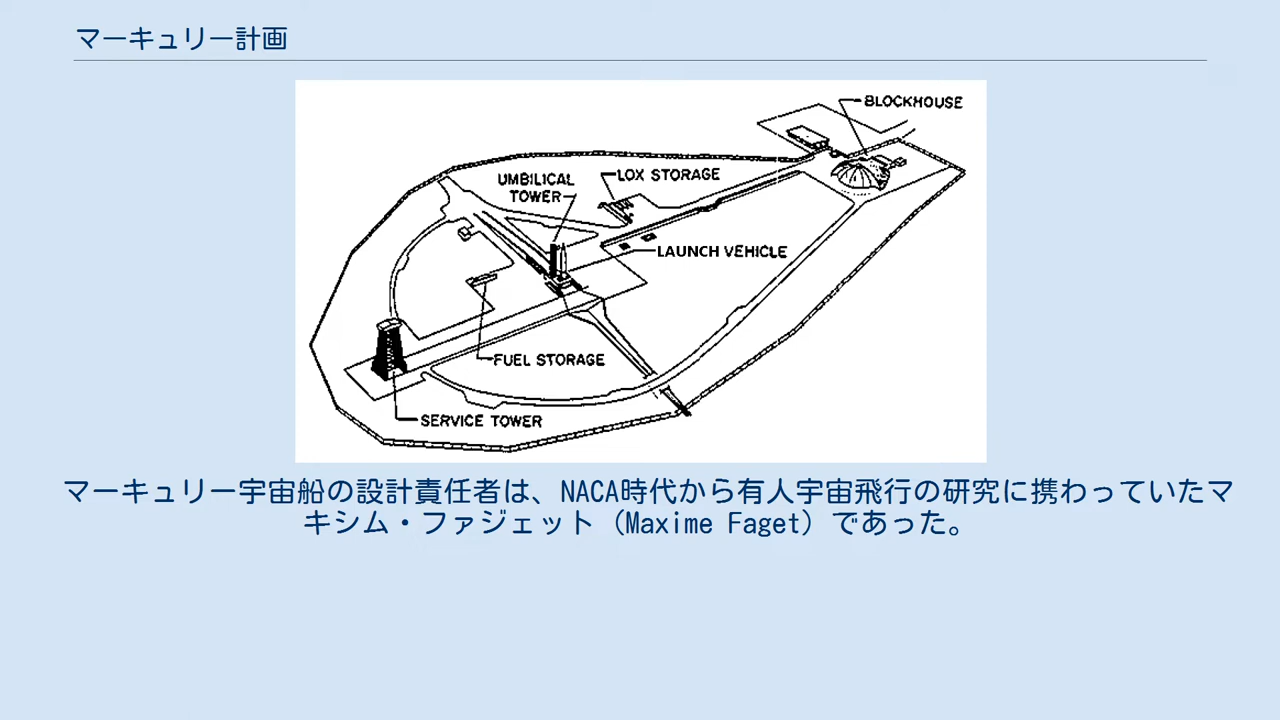 マーキュリー計画
BLOCKHOUSE
UMBILICAL
TOWER
LOX STORAGE
LAUNCH VEHICLE
FUEL STORAGE
SERVICE TOWER
マーキュリー宇宙船の設計責任者は、NACA時代から有人宇宙飛行の研究に携わっていたマ
キシム・ファジェット（Maxime Faget）であった。